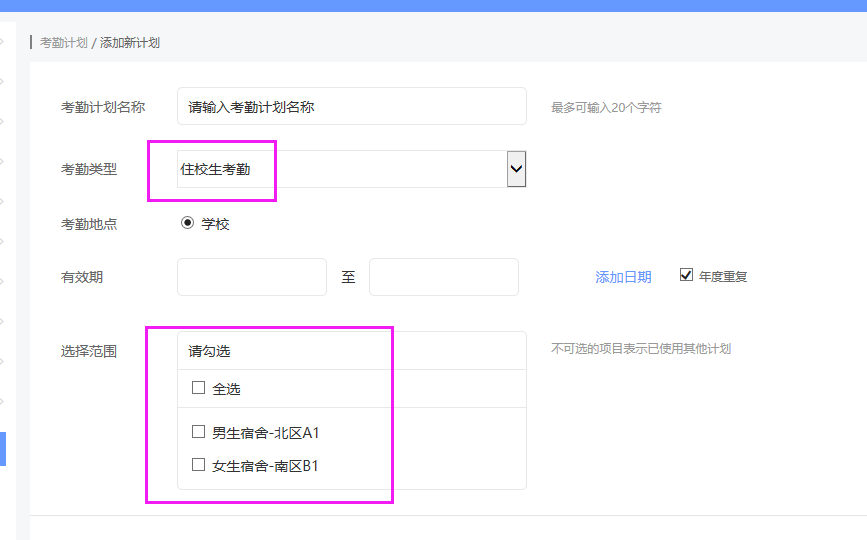 考勤计划 / 添加新计划
考勤计划名称 请输入考勤计划名称 最多可输入20个字符
考勤类型 住校生考勤
考勤地点 学校
有效期 至 添加日期 年度重复
选择范围 请勾选 不可选的项目表示已使用其他计划
全选
男生宿舍-北区A1
女生宿舍-南区B1